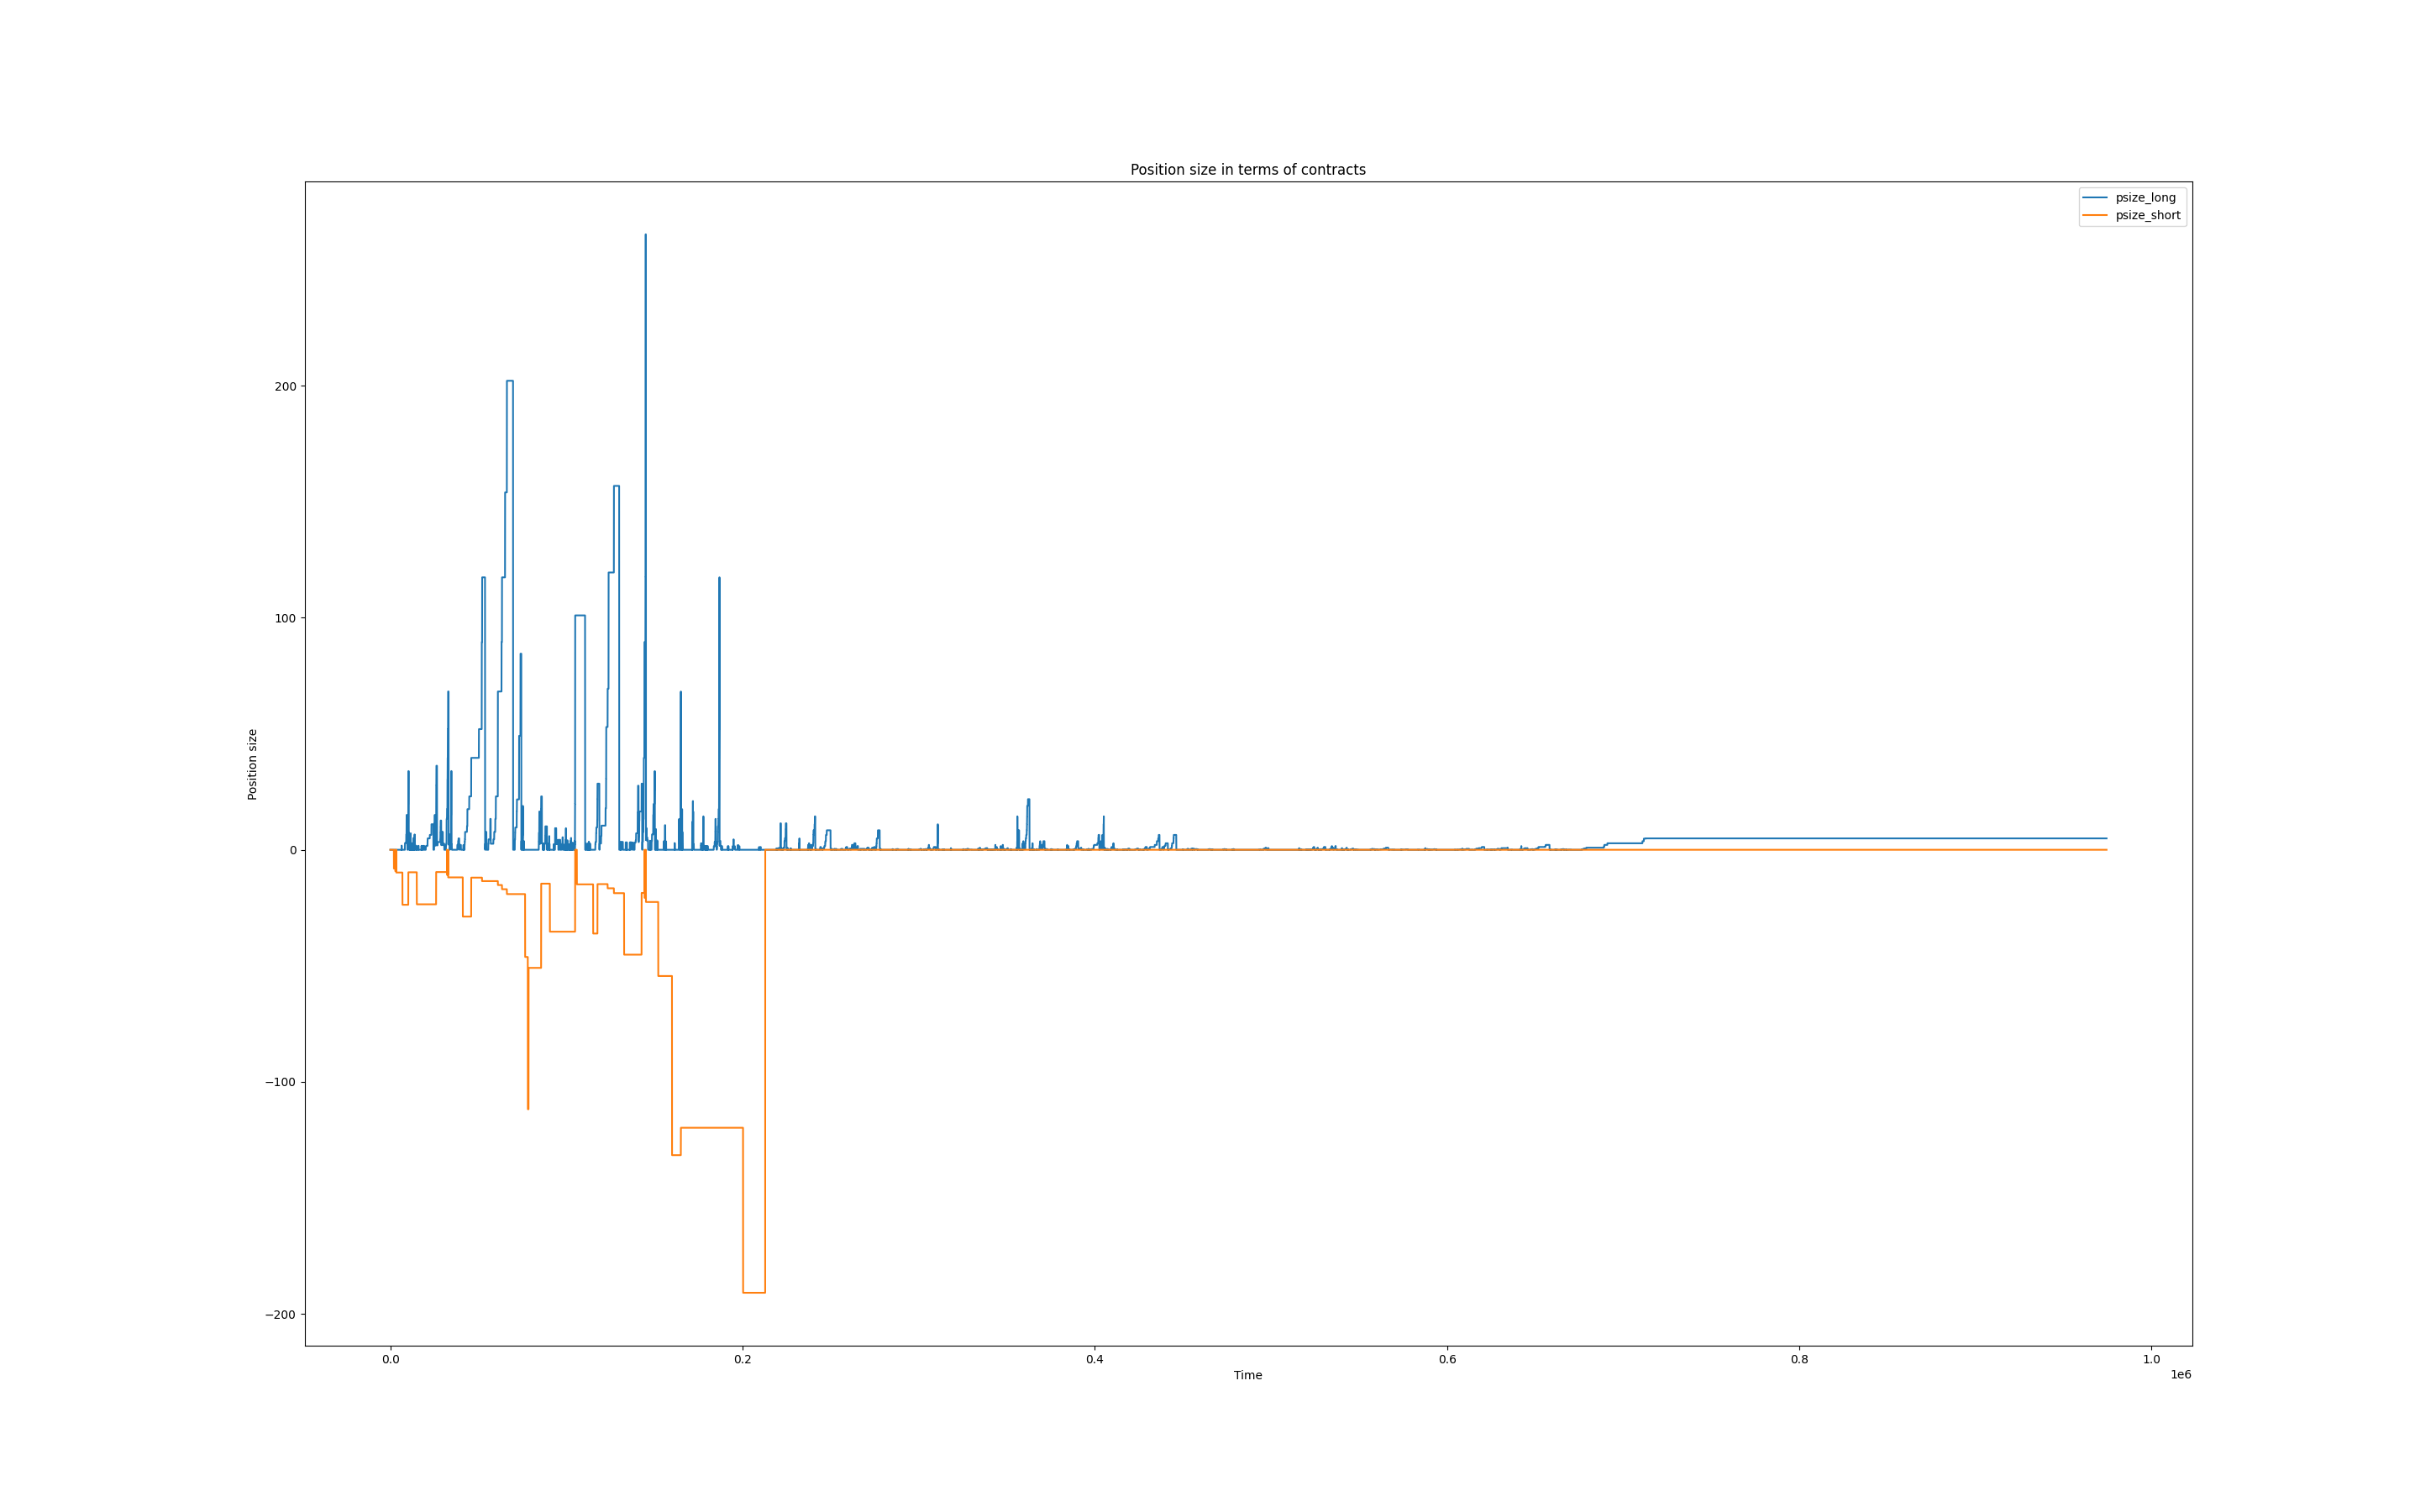 Position size in terms of contracts
psize_long
psize_short
Position size
200
100
0
−100
−200
0.0
0.2
0.4
0.6
0.8
1.0
Time
1e6